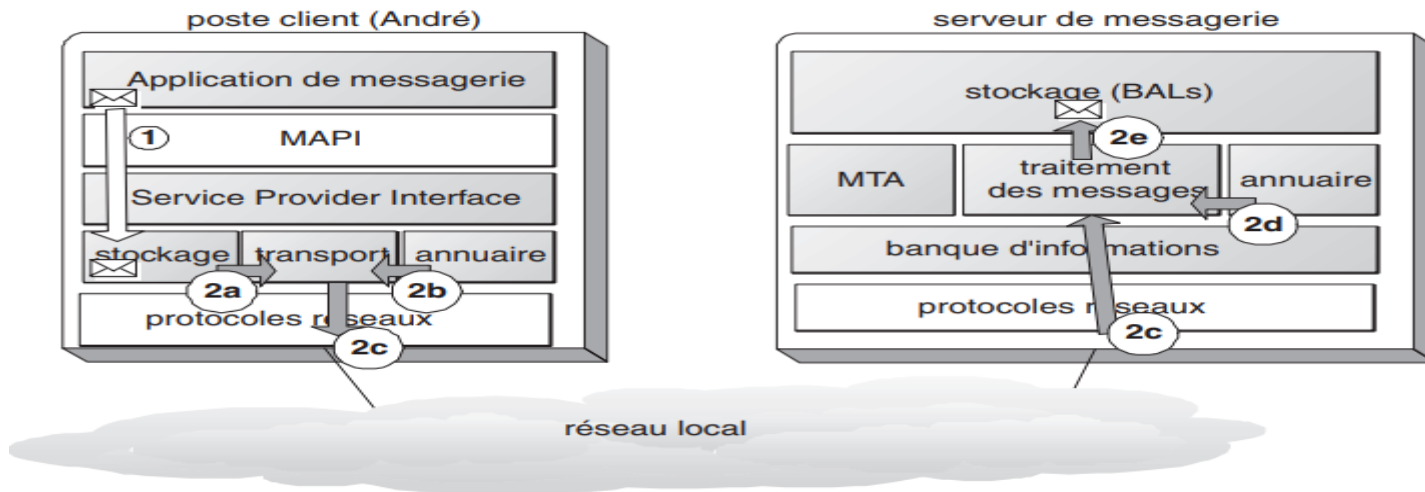 poste client (André)
Application de messagerie
1
MAPI
Service Provider Interface
stockage
transport
annuaire
2a
2b
protocoles réseaux
2c
serveur de messagerie
stockage (BALs)
2e
MTA
traitement
des messages
annuaire
2d
banque d'informations
protocoles réseaux
2c
réseau local